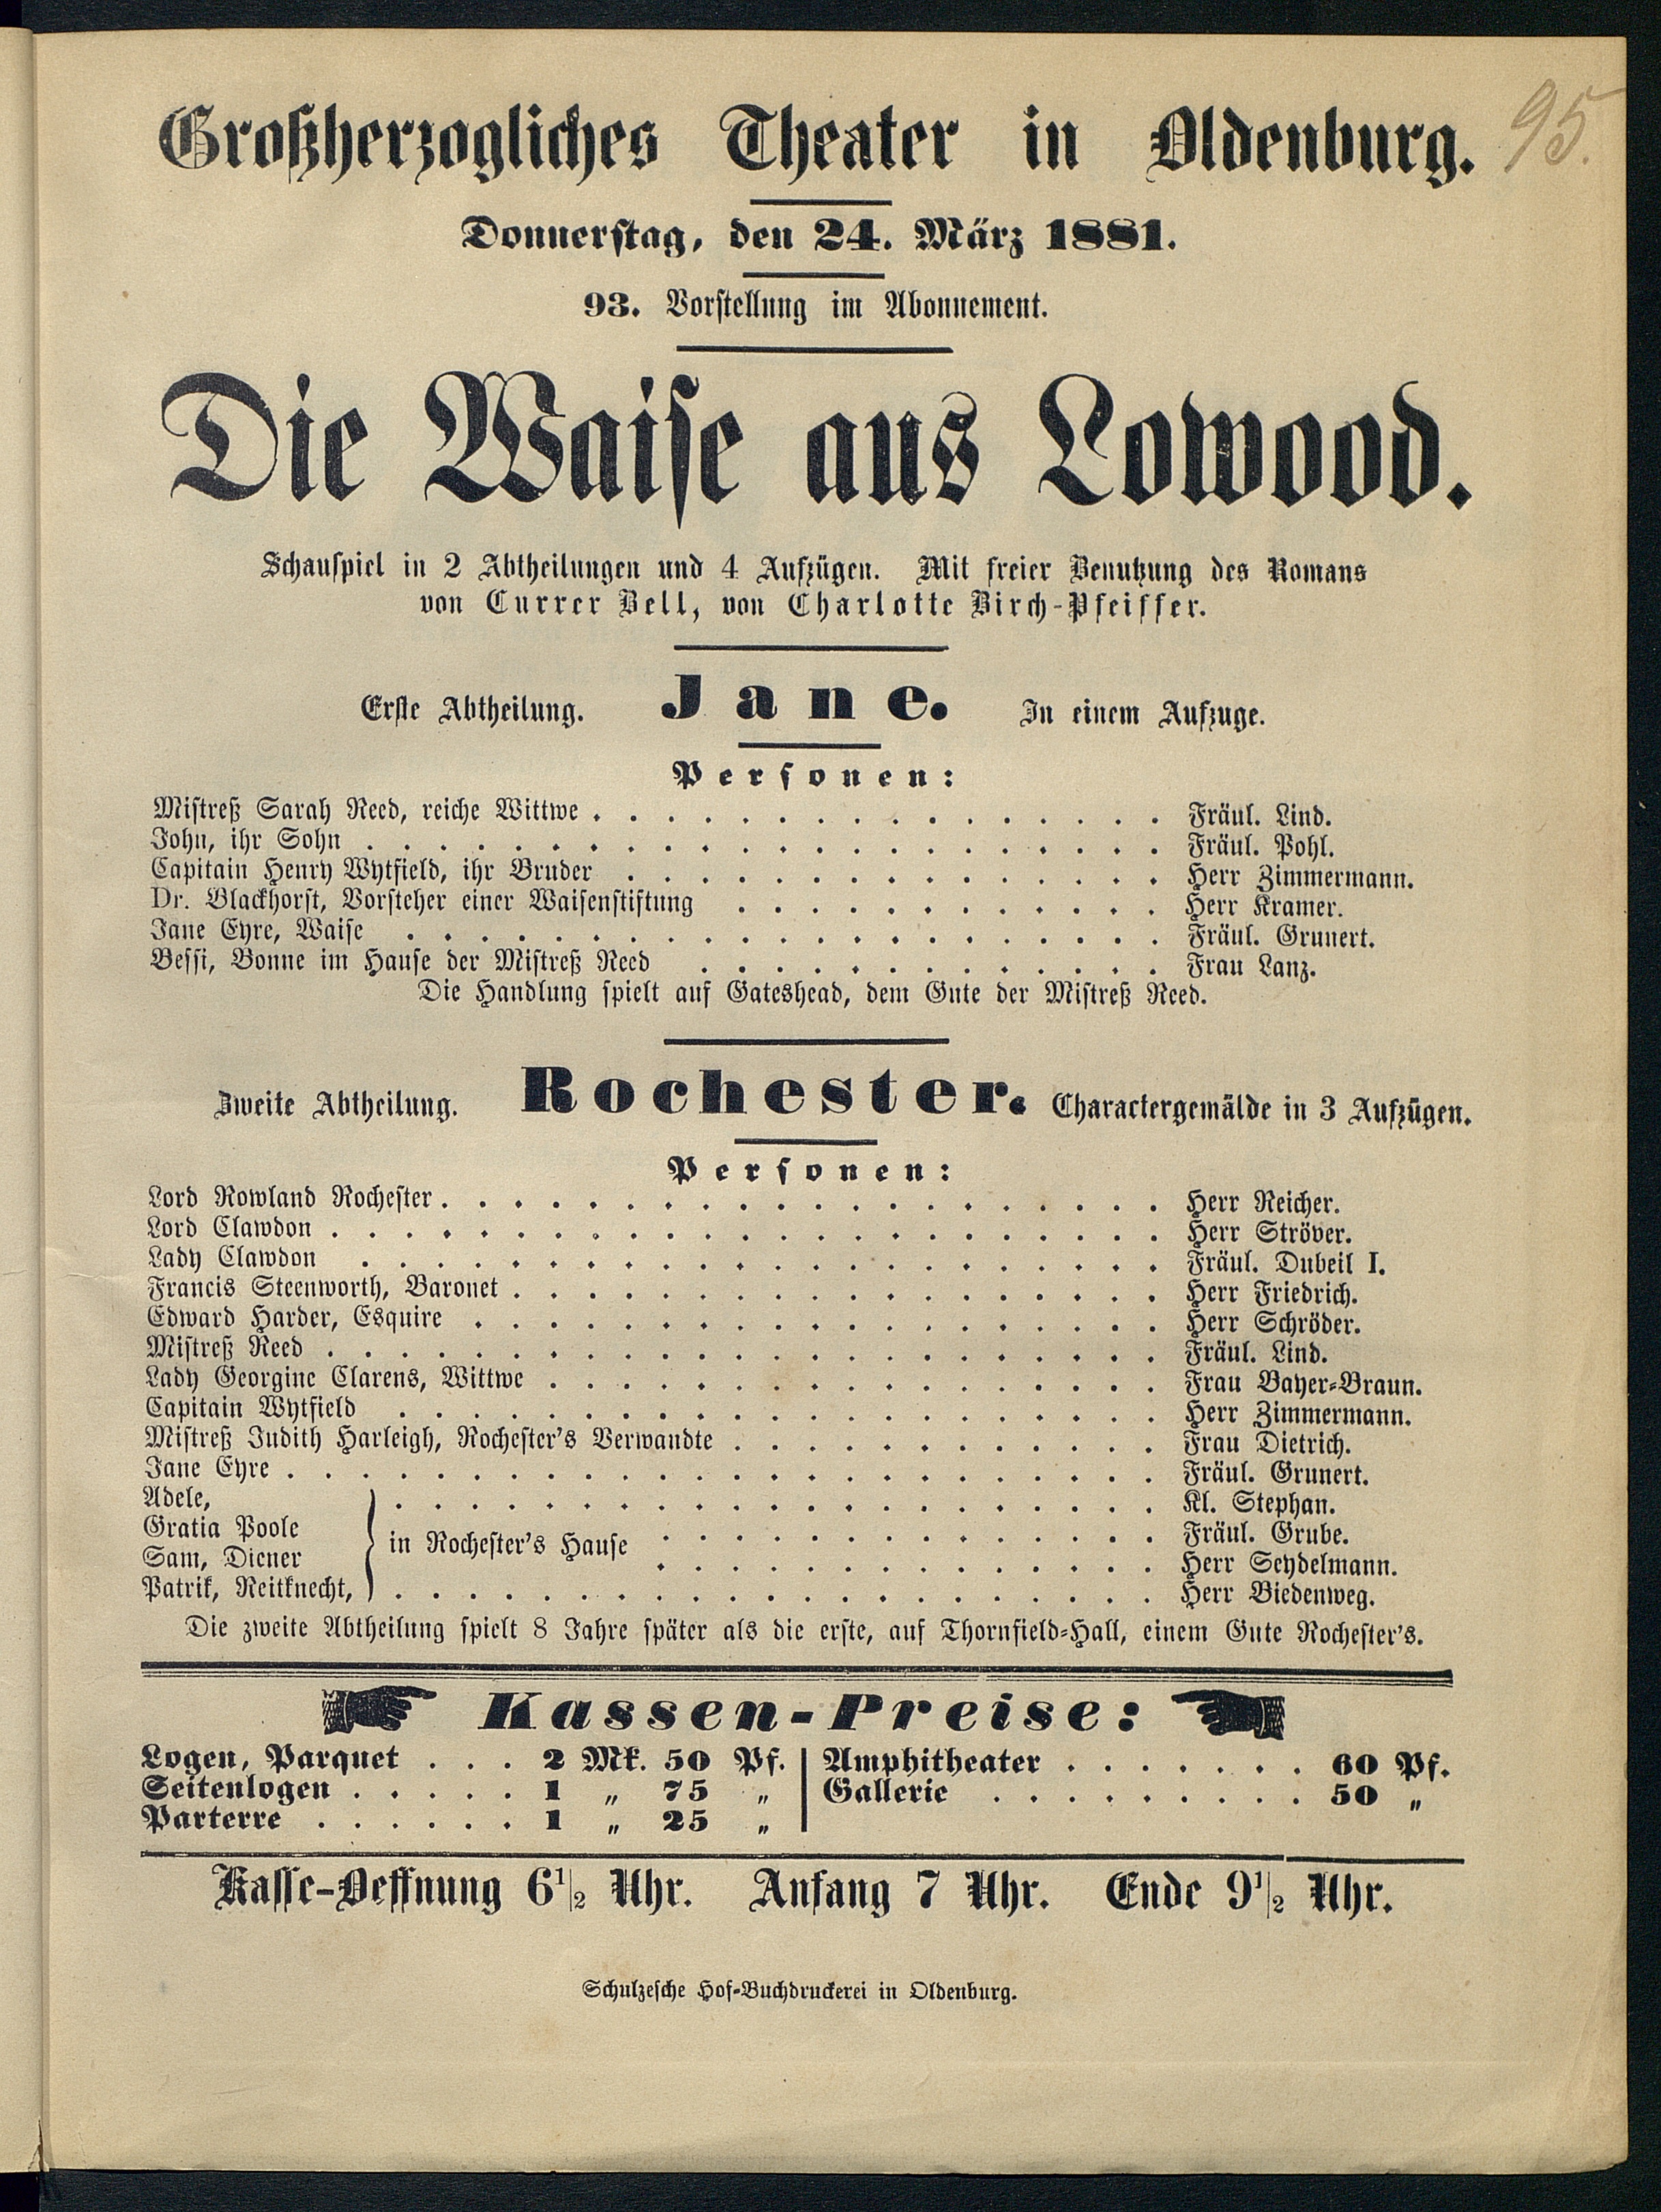 95.
Großherzogliches Theater in Oldenburg.
Donnerstag, den 24. März 1881.
93. Vorstellung im Abonnement.
Die Waise aus Lowood.
Schauspiel in 2 Abtheilungen und 4 Aufzügen. Mit freier Benutzung des Romans
von Currer Bell, von Charlotte Birch-Pfeiffer.
Erste Abtheilung. Jane. In einem Aufzuge.
Personen:
Mistreß Sarah Reed, reiche Wittwe . . . . . . . . . . . . . . . . Fräul. Lind.
John, ihr Sohn . . . . . . . . . . . . . . . . . . . . . . Fräul. Pohl.
Capitain Henry Wytfield, ihr Bruder . . . . . . . . . . . . . . . Herr Zimmermann.
Dr. Blackhorst, Vorsteher einer Waisenstiftung . . . . . . . . . . . . Herr Kramer.
Jane Eyre, Waise . . . . . . . . . . . . . . . . . . . . . Fräul. Grunert.
Bessi, Bonne im Hause der Mistreß Reed . . . . . . . . . . . . . Frau Lanz.
Die Handlung spielt auf Gateshead, dem Gute der Mistreß Reed.
Zweite Abtheilung. Rochester. Charactergemälde in 3 Aufzügen.
Personen:
Lord Rowland Rochester . . . . . . . . . . . . . . . . . . . . Herr Reicher.
Lord Clawdon . . . . . . . . . . . . . . . . . . . . . . . Herr Ströver.
Lady Clawdon . . . . . . . . . . . . . . . . . . . . . . Fräul. Dubeil I.
Francis Steenworth, Baronet . . . . . . . . . . . . . . . . . . Herr Friedrich.
Edward Harder, Esquire . . . . . . . . . . . . . . . . . . . Herr Schröder.
Mistreß Reed . . . . . . . . . . . . . . . . . . . . . . . Fräul. Lind.
Lady Georgine Clarens, Wittwe . . . . . . . . . . . . . . . . . Frau Bayer-Braun.
Capitain Wytfield . . . . . . . . . . . . . . . . . . . . . Herr Zimmermann.
Mistreß Judith Harleigh, Rochester's Verwandte . . . . . . . . . . . . Frau Dietrich.
Jane Eyre . . . . . . . . . . . . . . . . . . . . . . . . Fräul. Grunert.
Adele, . . . . . . . . . . . . . . . . . . . . . Kl. Stephan.
Gratia Poole . . . . . . . . . . . . . . Fräul. Grube.
in Rochester's Hause
Sam, Diener . . . . . . . . . . . . . . Herr Seydelmann.
Patrik, Reitknecht, . . . . . . . . . . . . . . . . . . . . . Herr Biedenweg.
Die zweite Abtheilung spielt 8 Jahre später als die erste, auf Thornfield-Hall, einem Gute Rochester's.
Kassen-Preise:
Logen, Parquet . . . 2 Mk. 50 Pf. | Amphitheater . . . . . . . 60 Pf.
Seitenlogen . . . . . 1 „ 75 „ | Gallerie . . . . . . . . . 50 „
Parterre . . . . . . 1 „ 25 „
Kasse-Oeffnung 6½ Uhr. Anfang 7 Uhr. Ende 9½ Uhr.
Schulzesche Hof-Buchdruckerei in Oldenburg.